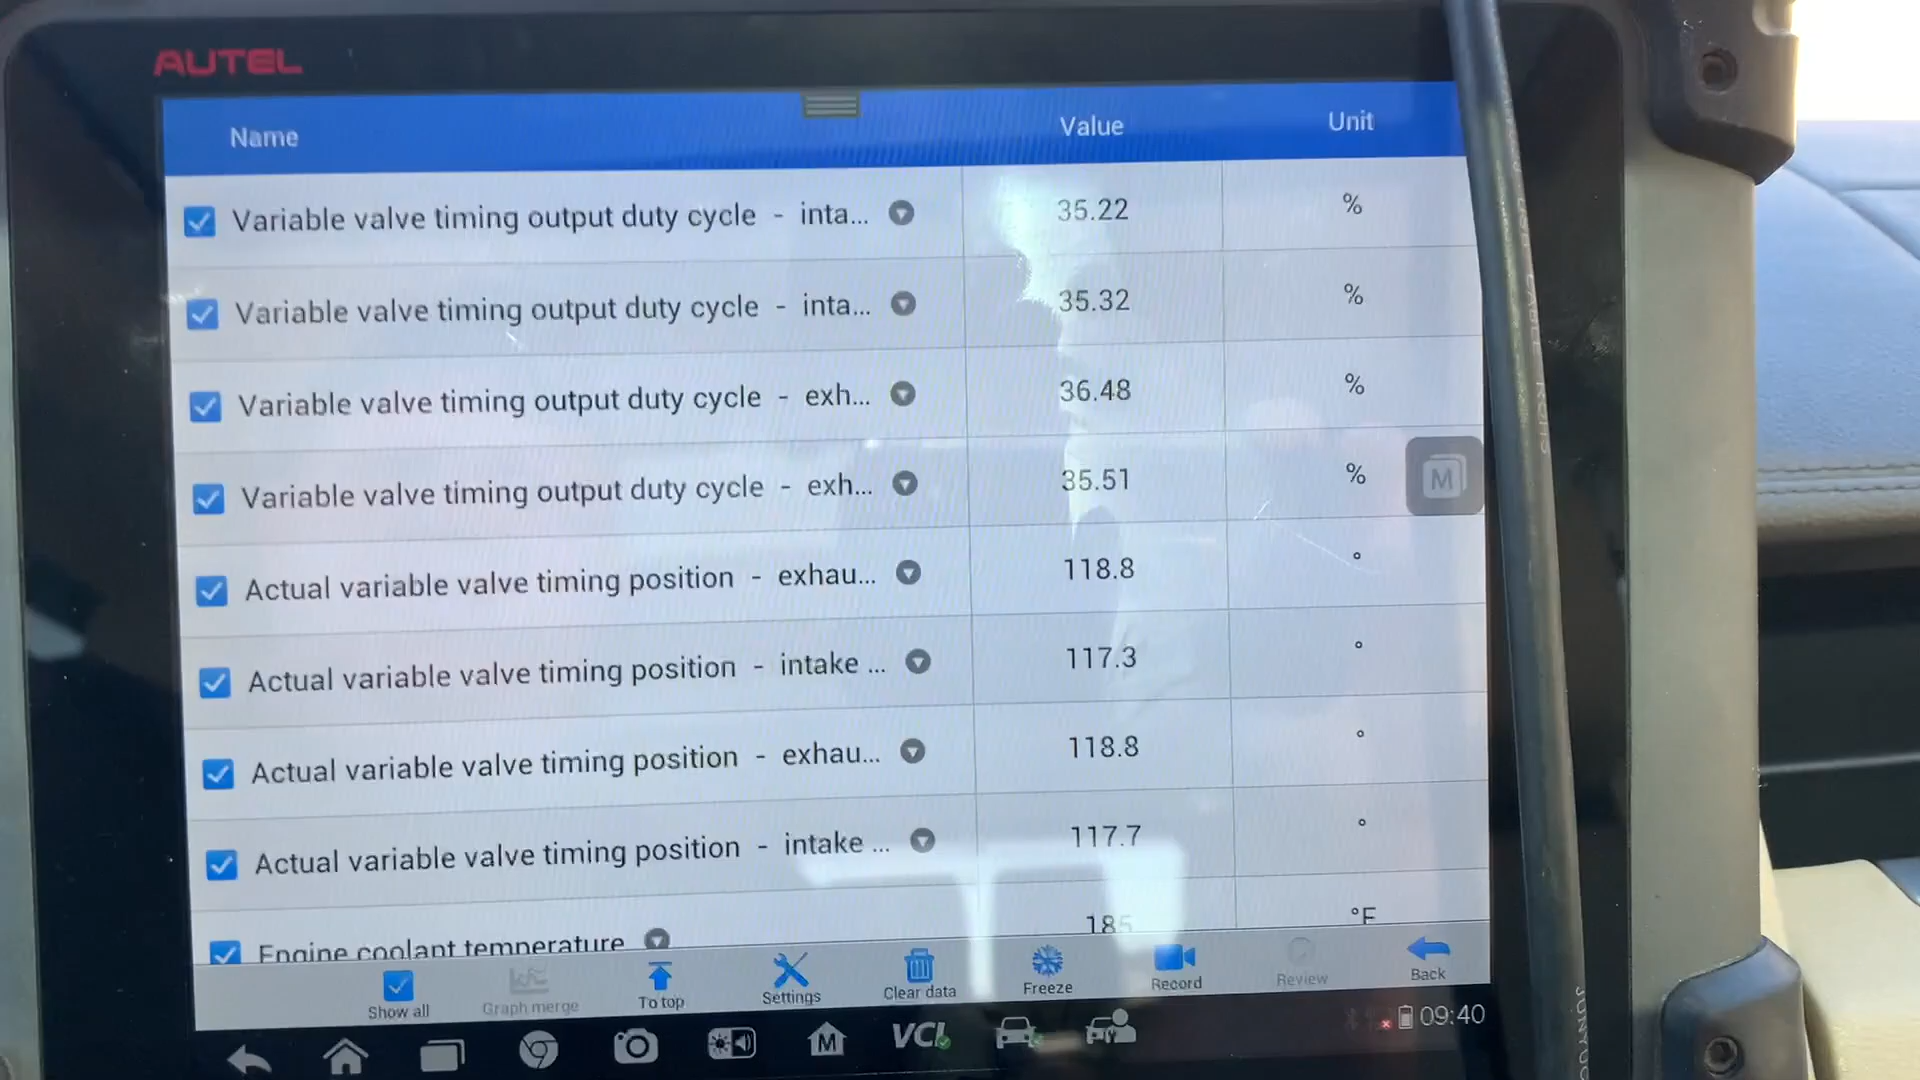 AUTEL
Name Value Unit
Variable valve timing output duty cycle - inta... 35.22 %
Variable valve timing output duty cycle - inta... 35.32 %
Variable valve timing output duty cycle - exh... 36.48 %
Variable valve timing output duty cycle - exh... 35.51 %
Actual variable valve timing position - exhau... 118.8 °
Actual variable valve timing position - intake ... 117.3 °
Actual variable valve timing position - exhau... 118.8 °
Actual variable valve timing position - intake ... 117.7 °
Engine coolant temperature 185 °F
M
Show all Graph merge To top Settings Clear data Freeze Record Review Back
M VCI 09:40